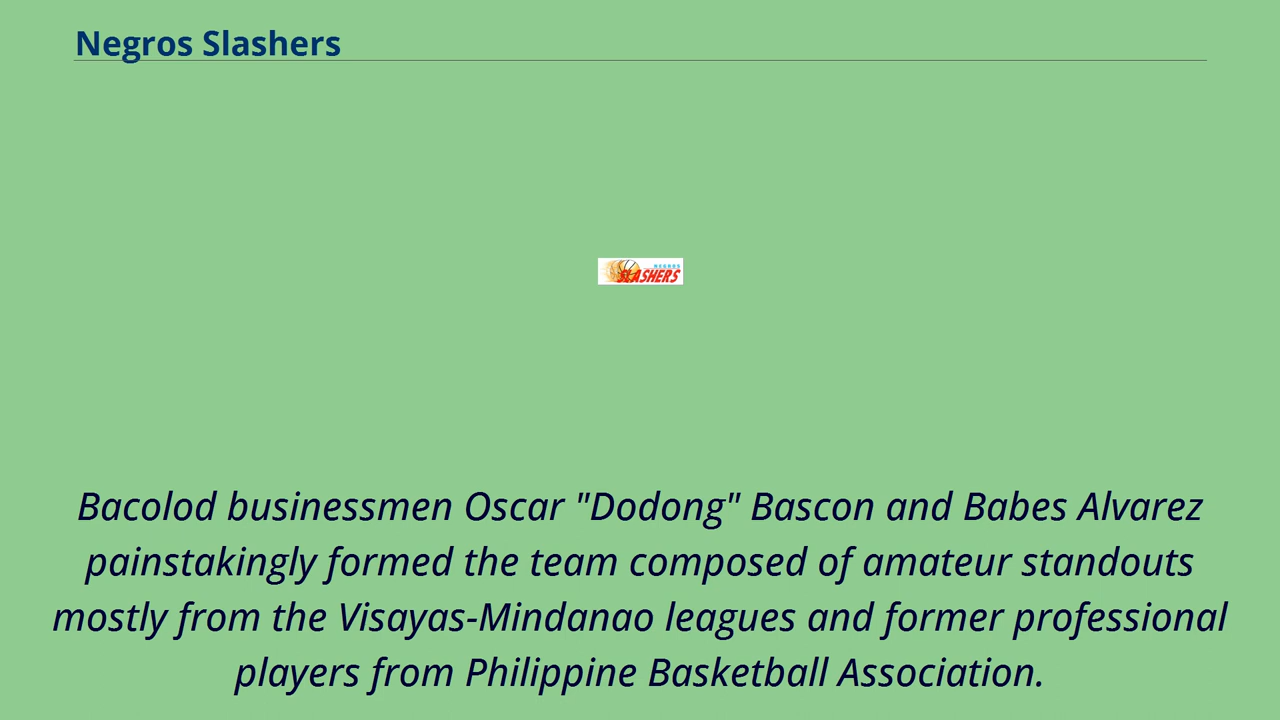 Negros Slashers
NEGROS
SLASHERS
Bacolod businessmen Oscar "Dodong" Bascon and Babes Alvarez
painstakingly formed the team composed of amateur standouts
mostly from the Visayas-Mindanao leagues and former professional
players from Philippine Basketball Association.